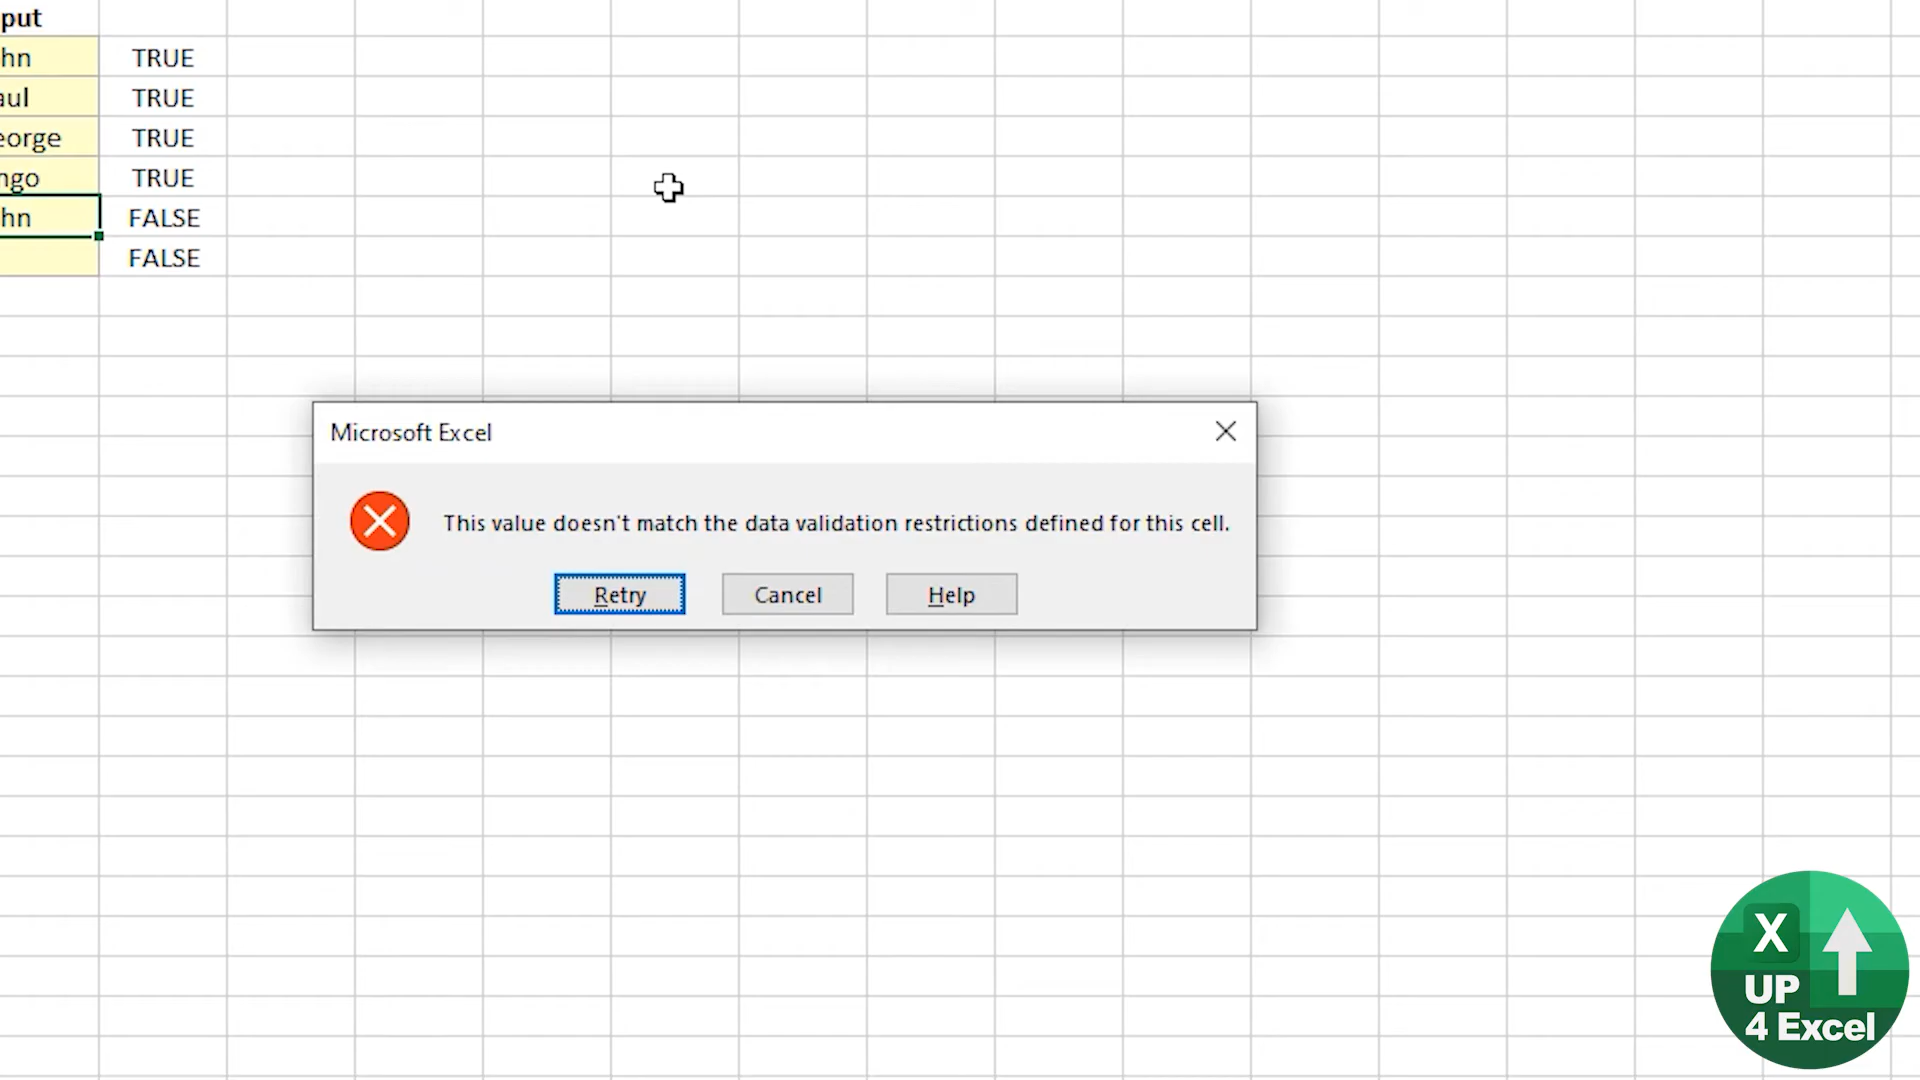 put
hn TRUE
aul TRUE
eorge TRUE
ngo TRUE
hn FALSE
FALSE
Microsoft Excel
This value doesn't match the data validation restrictions defined for this cell.
Retry Cancel Help
X
UP
4 Excel